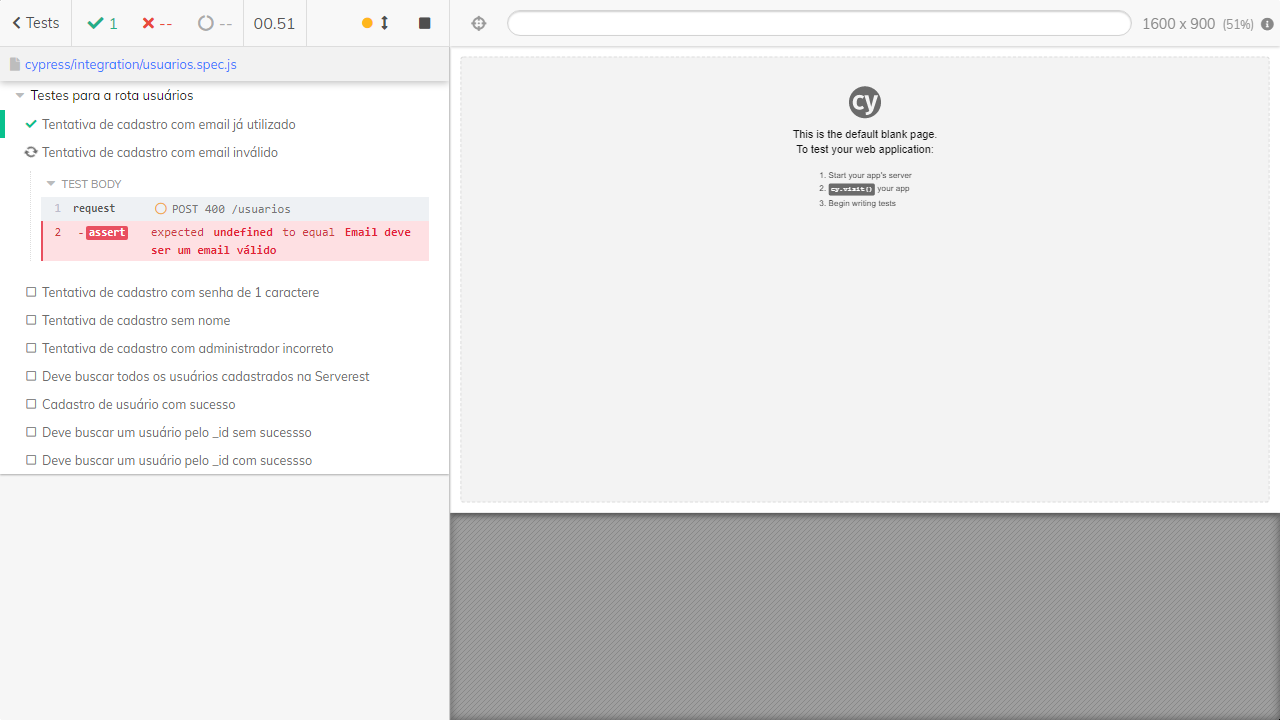 Tests
1
--
--
00.51
1600 x 900 (51%)
cypress/integration/usuarios.spec.js
Testes para a rota usuários
Tentativa de cadastro com email já utilizado
Tentativa de cadastro com email inválido
TEST BODY
1 request POST 400 /usuarios
2 -assert expected undefined to equal Email deve
ser um email válido
Tentativa de cadastro com senha de 1 caractere
Tentativa de cadastro sem nome
Tentativa de cadastro com administrador incorreto
Deve buscar todos os usuários cadastrados na Serverest
Cadastro de usuário com sucesso
Deve buscar um usuário pelo _id sem sucessso
Deve buscar um usuário pelo _id com sucessso
cy
This is the default blank page.
To test your web application:
1. Start your app's server
2. cy.visit() your app
3. Begin writing tests